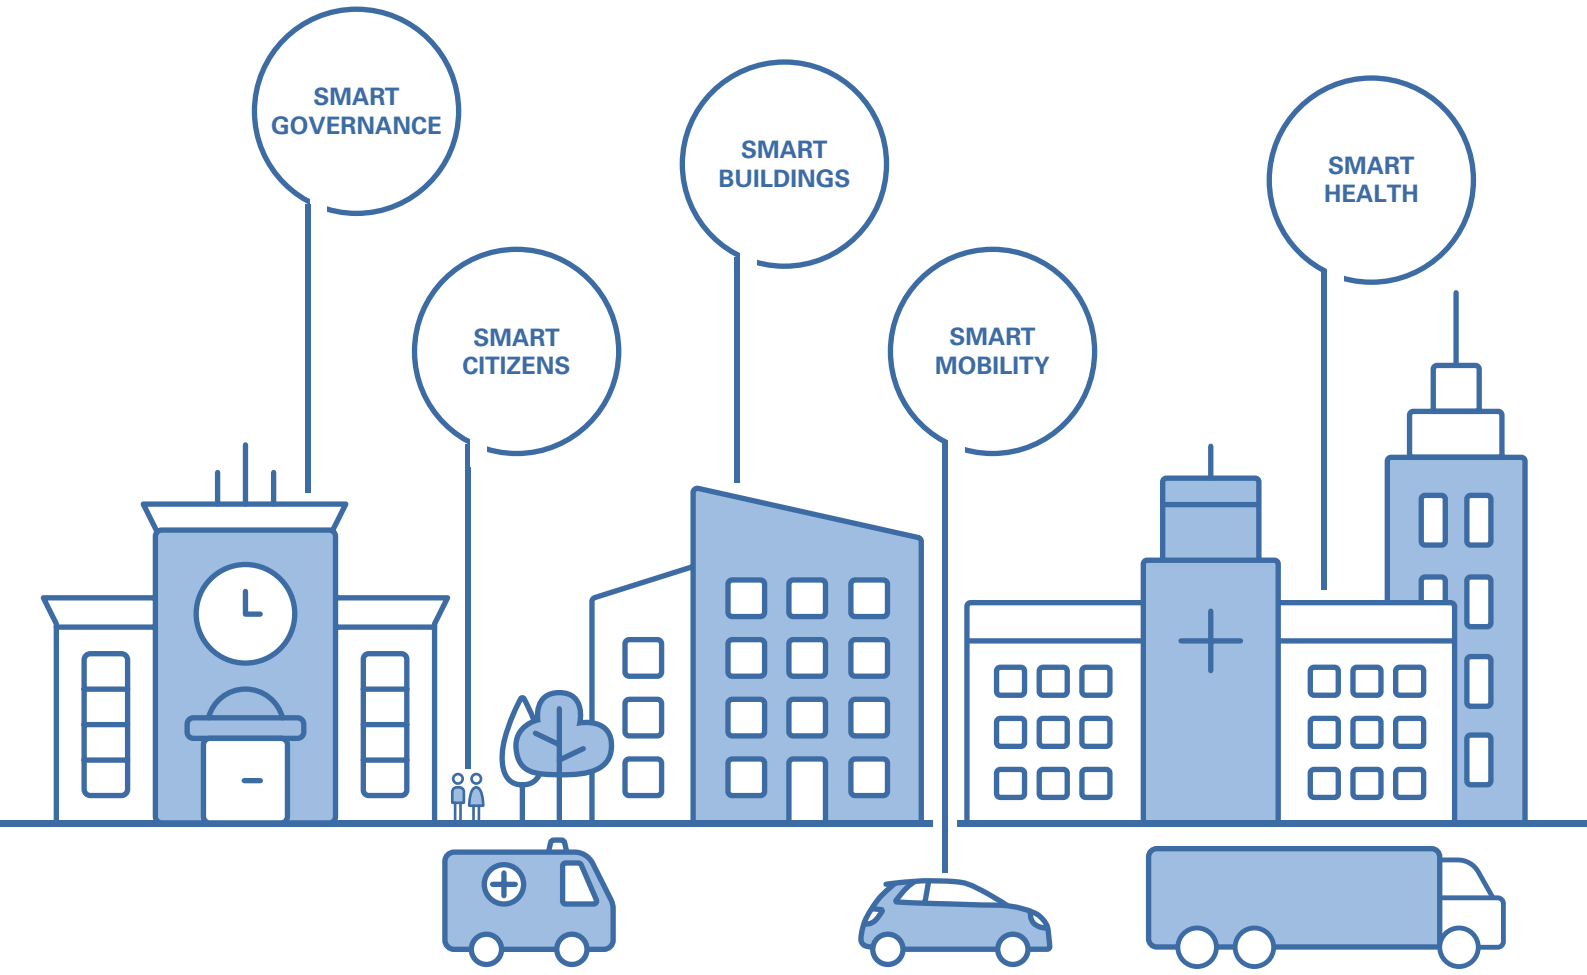 SMART
GOVERNANCE
SMART
BUILDINGS
SMART
HEALTH
SMART
CITIZENS
SMART
MOBILITY